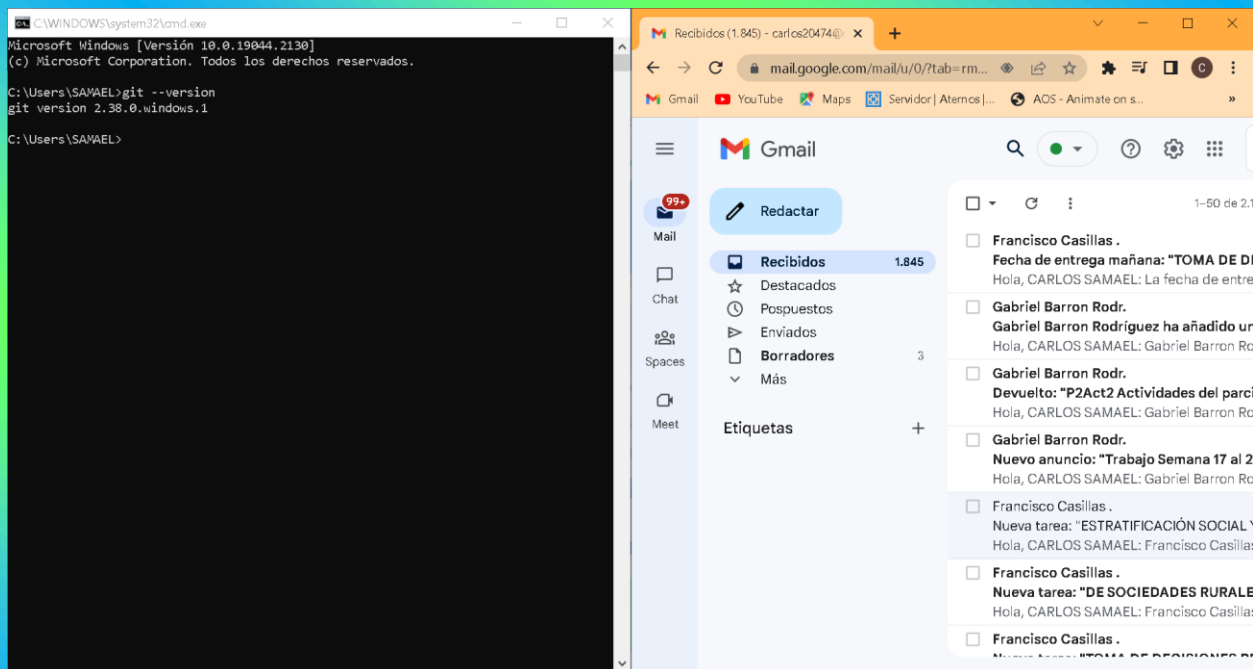 C:\WINDOWS\system32\cmd.exe
Microsoft Windows [Versión 10.0.19044.2130]
(c) Microsoft Corporation. Todos los derechos reservados.
C:\Users\SAMAEL>git --version
git version 2.38.0.windows.1
C:\Users\SAMAEL>
Recibidos (1.845) - carlos20474@
mail.google.com/mail/u/0/?tab=rm...
C
Gmail
YouTube
Maps
Servidor | Aternos |...
AOS - Animate on s...
»
Gmail
99+
Mail
Chat
Spaces
Meet
Redactar
Recibidos 1.845
Destacados
Pospuestos
Enviados
Borradores 3
Más
Etiquetas
1–50 de 2.1
Francisco Casillas .
Fecha de entrega mañana: "TOMA DE DE
Hola, CARLOS SAMAEL: La fecha de entre
Gabriel Barron Rodr.
Gabriel Barron Rodríguez ha añadido un
Hola, CARLOS SAMAEL: Gabriel Barron Ro
Gabriel Barron Rodr.
Devuelto: "P2Act2 Actividades del parci
Hola, CARLOS SAMAEL: Gabriel Barron Ro
Gabriel Barron Rodr.
Nuevo anuncio: "Trabajo Semana 17 al 2
Hola, CARLOS SAMAEL: Gabriel Barron Ro
Francisco Casillas .
Nueva tarea: "ESTRATIFICACIÓN SOCIAL Y
Hola, CARLOS SAMAEL: Francisco Casillas
Francisco Casillas .
Nueva tarea: "DE SOCIEDADES RURALE
Hola, CARLOS SAMAEL: Francisco Casillas
Francisco Casillas .
Nueva tarea: "TOMA DE DECISIONES